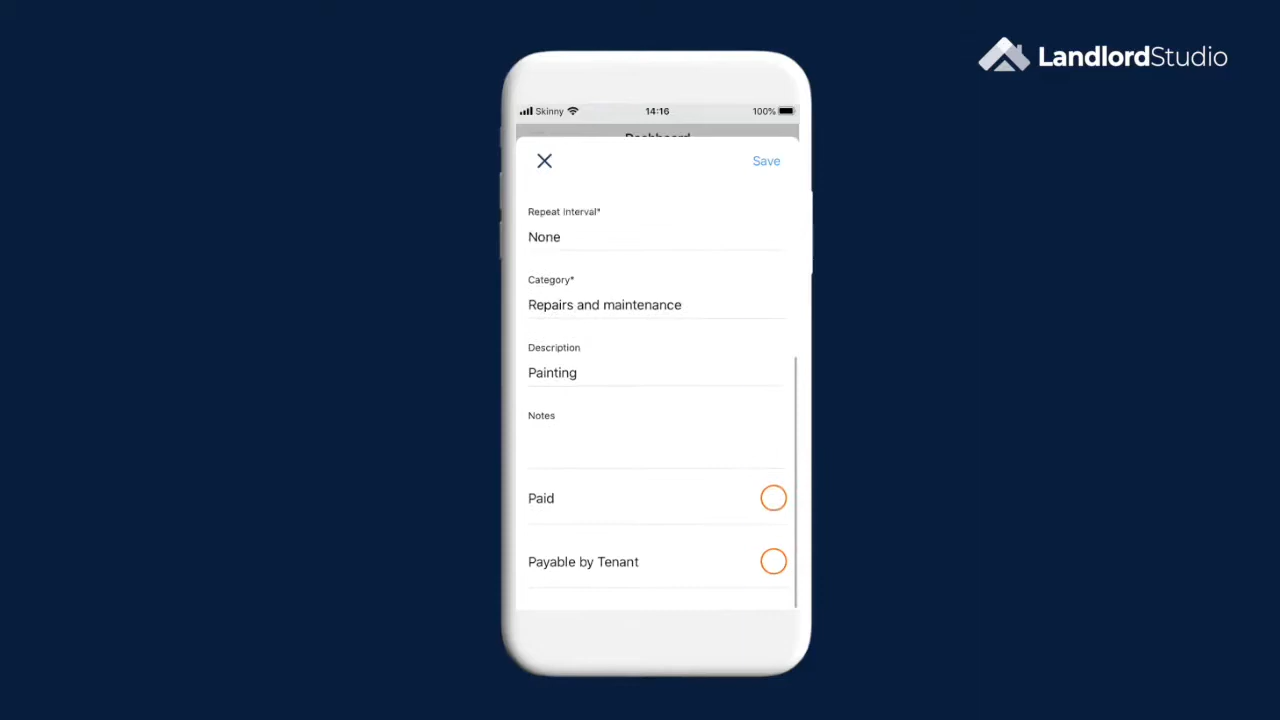 LandlordStudio
Skinny 14:16 100%
Dashboard
Save
Repeat Interval*
None
Category*
Repairs and maintenance
Description
Painting
Notes
Paid
Payable by Tenant